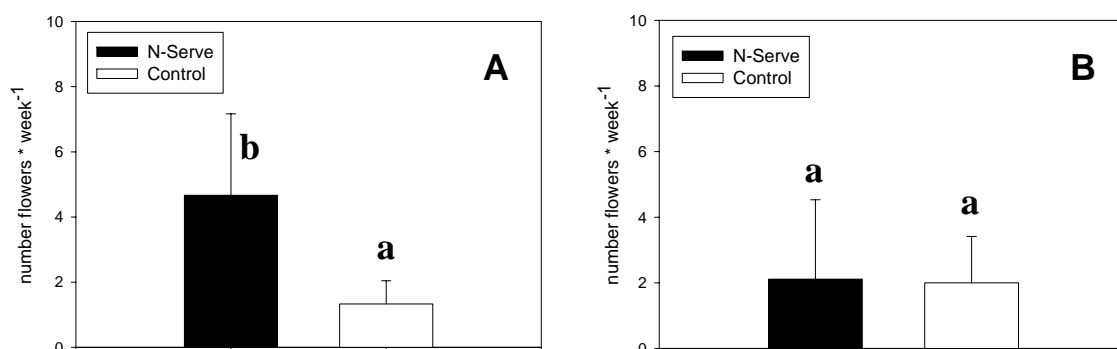 number flowers * week-1
10
8
6
4
2
0
N-Serve
Control
A
b
a
number flowers * week-1
10
8
6
4
2
0
N-Serve
Control
B
a
a